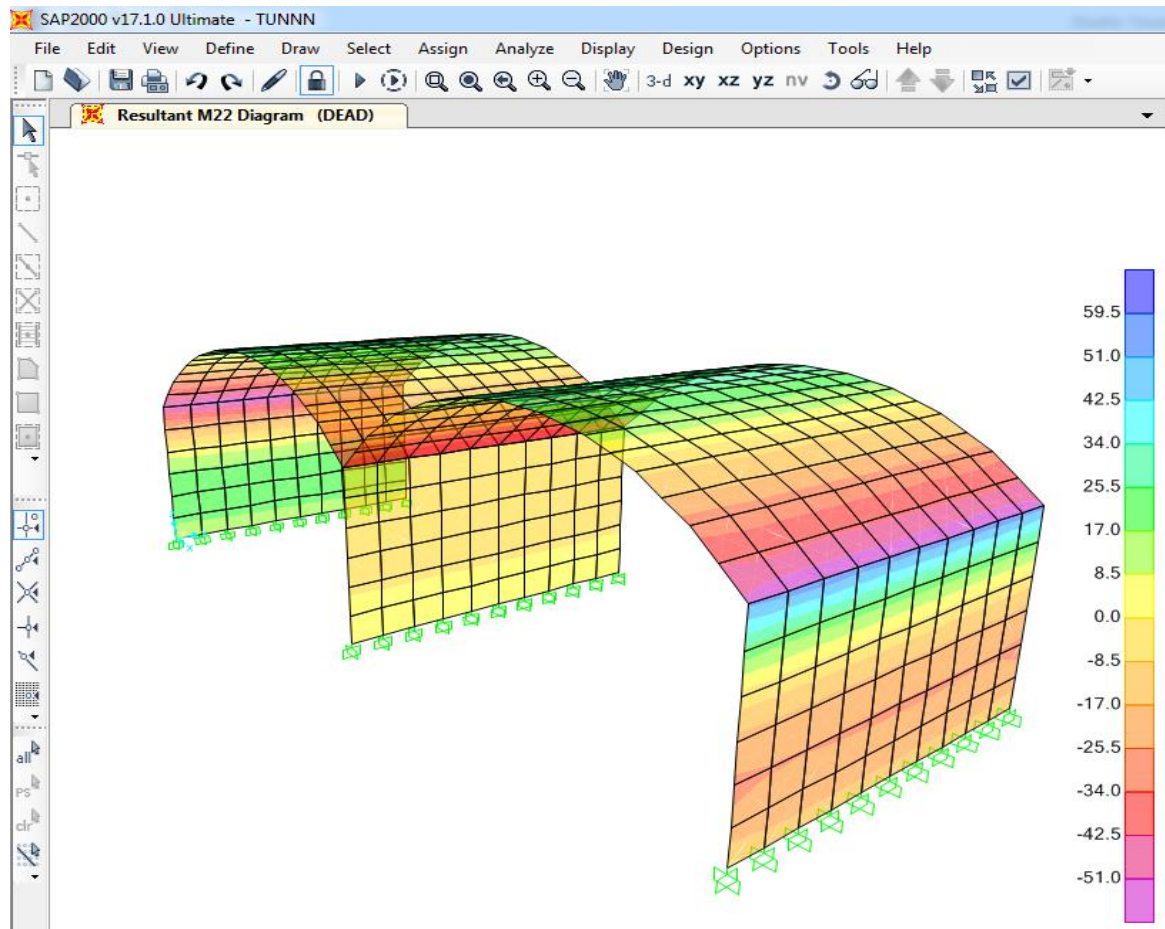 SAP2000 v17.1.0 Ultimate - TUNNN
File Edit View Define Draw Select Assign Analyze Display Design Options Tools Help
3-d xy xz yz nv
Resultant M22 Diagram (DEAD)
59.5
51.0
42.5
34.0
25.5
17.0
8.5
0.0
-8.5
-17.0
-25.5
-34.0
-42.5
-51.0
all
PS
clr